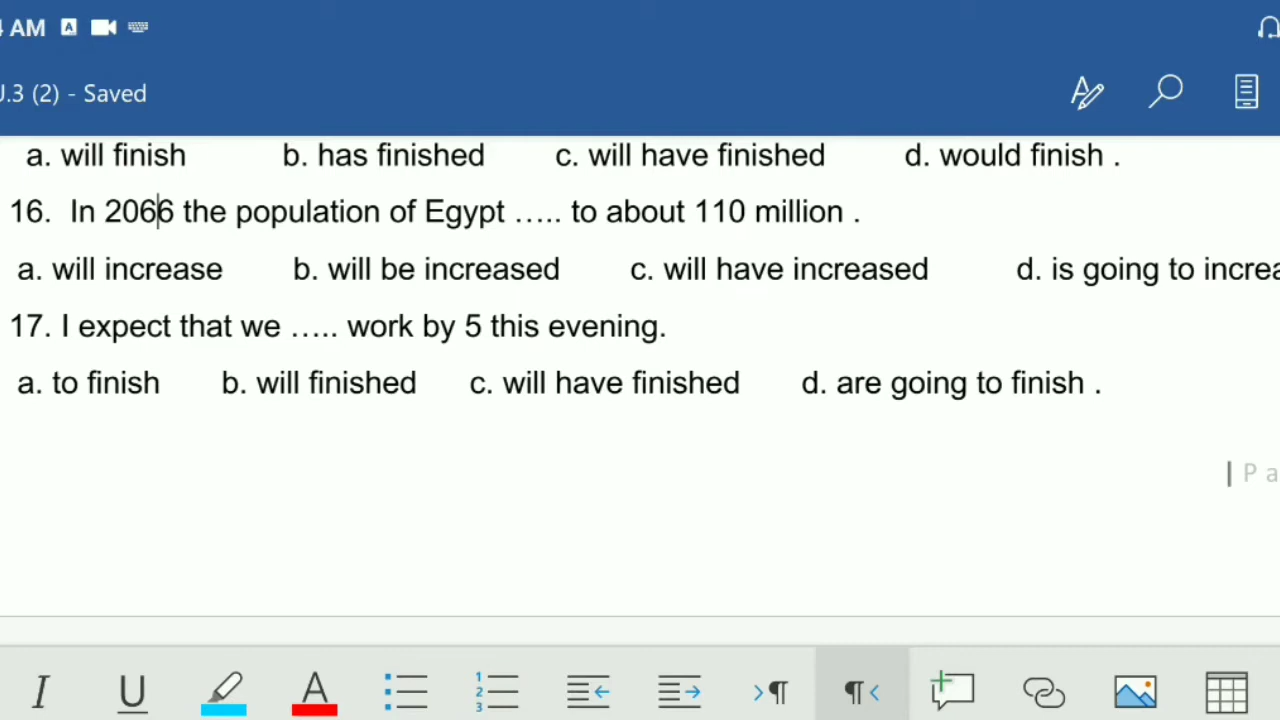 AM
.3 (2) - Saved
a. will finish b. has finished c. will have finished d. would finish .
16. In 2066 the population of Egypt ….. to about 110 million .
a. will increase b. will be increased c. will have increased d. is going to increa
17. I expect that we ….. work by 5 this evening.
a. to finish b. will finished c. will have finished d. are going to finish .
| P a
I U A